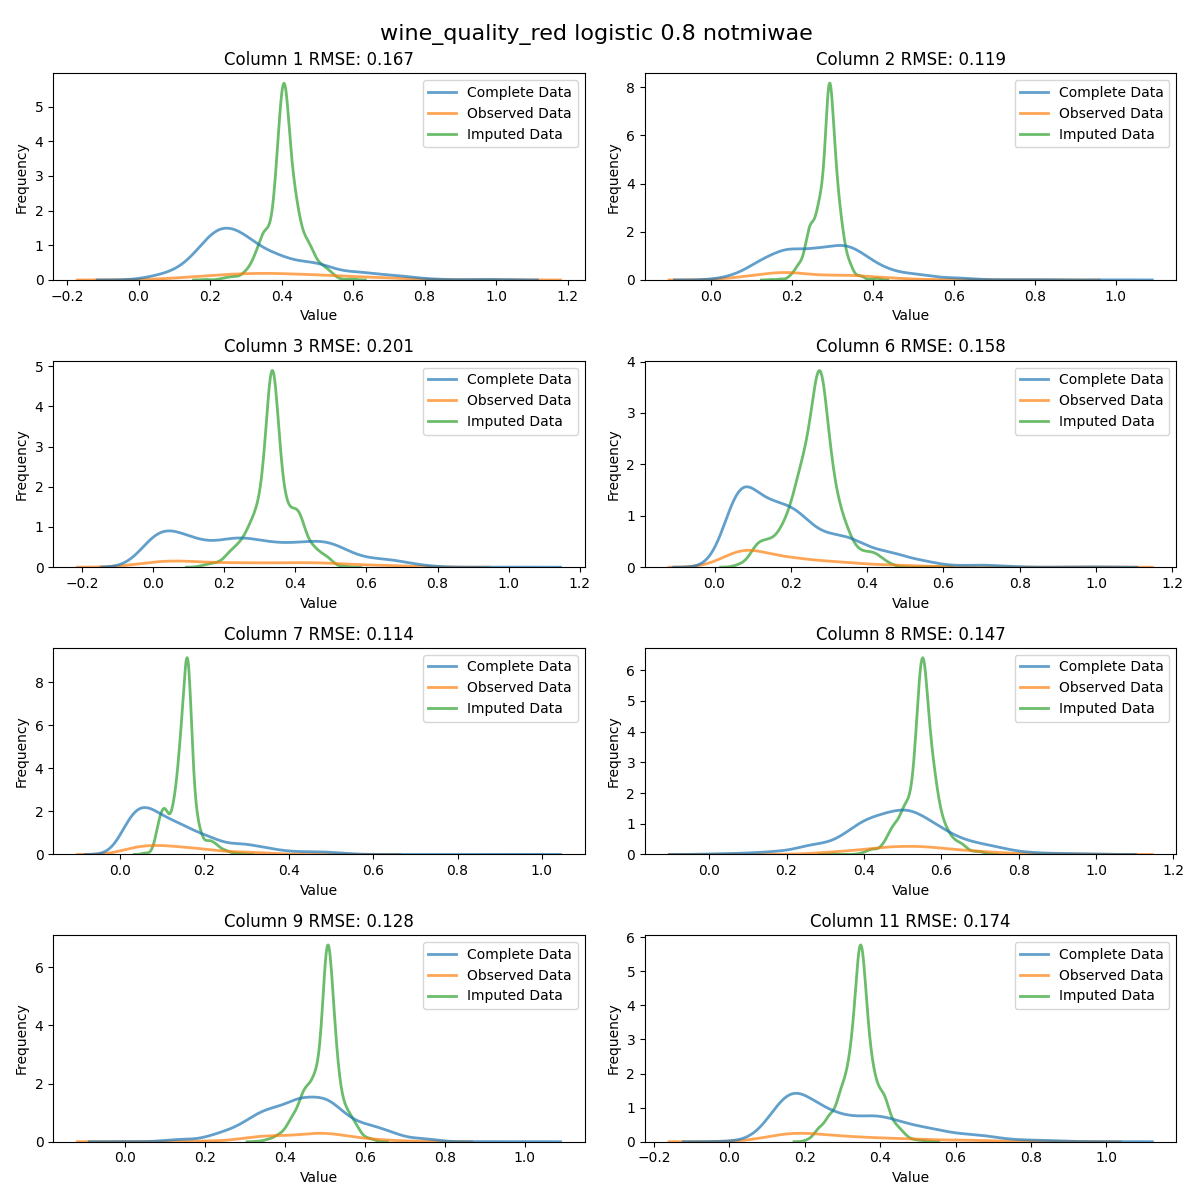 wine_quality_red logistic 0.8 notmiwae
Column 1 RMSE: 0.167
Complete Data
Observed Data
Imputed Data
Frequency
5
4
3
2
1
0
−0.2 0.0 0.2 0.4 0.6 0.8 1.0 1.2
Value
Column 2 RMSE: 0.119
Complete Data
Observed Data
Imputed Data
Frequency
8
6
4
2
0
0.0 0.2 0.4 0.6 0.8 1.0
Value
Column 3 RMSE: 0.201
Complete Data
Observed Data
Imputed Data
Frequency
5
4
3
2
1
0
−0.2 0.0 0.2 0.4 0.6 0.8 1.0 1.2
Value
Column 6 RMSE: 0.158
Complete Data
Observed Data
Imputed Data
Frequency
4
3
2
1
0
0.0 0.2 0.4 0.6 0.8 1.0 1.2
Value
Column 7 RMSE: 0.114
Complete Data
Observed Data
Imputed Data
Frequency
8
6
4
2
0
0.0 0.2 0.4 0.6 0.8 1.0
Value
Column 8 RMSE: 0.147
Complete Data
Observed Data
Imputed Data
Frequency
6
5
4
3
2
1
0
0.0 0.2 0.4 0.6 0.8 1.0 1.2
Value
Column 9 RMSE: 0.128
Complete Data
Observed Data
Imputed Data
Frequency
6
4
2
0
0.0 0.2 0.4 0.6 0.8 1.0
Value
Column 11 RMSE: 0.174
Complete Data
Observed Data
Imputed Data
Frequency
6
5
4
3
2
1
0
−0.2 0.0 0.2 0.4 0.6 0.8 1.0
Value